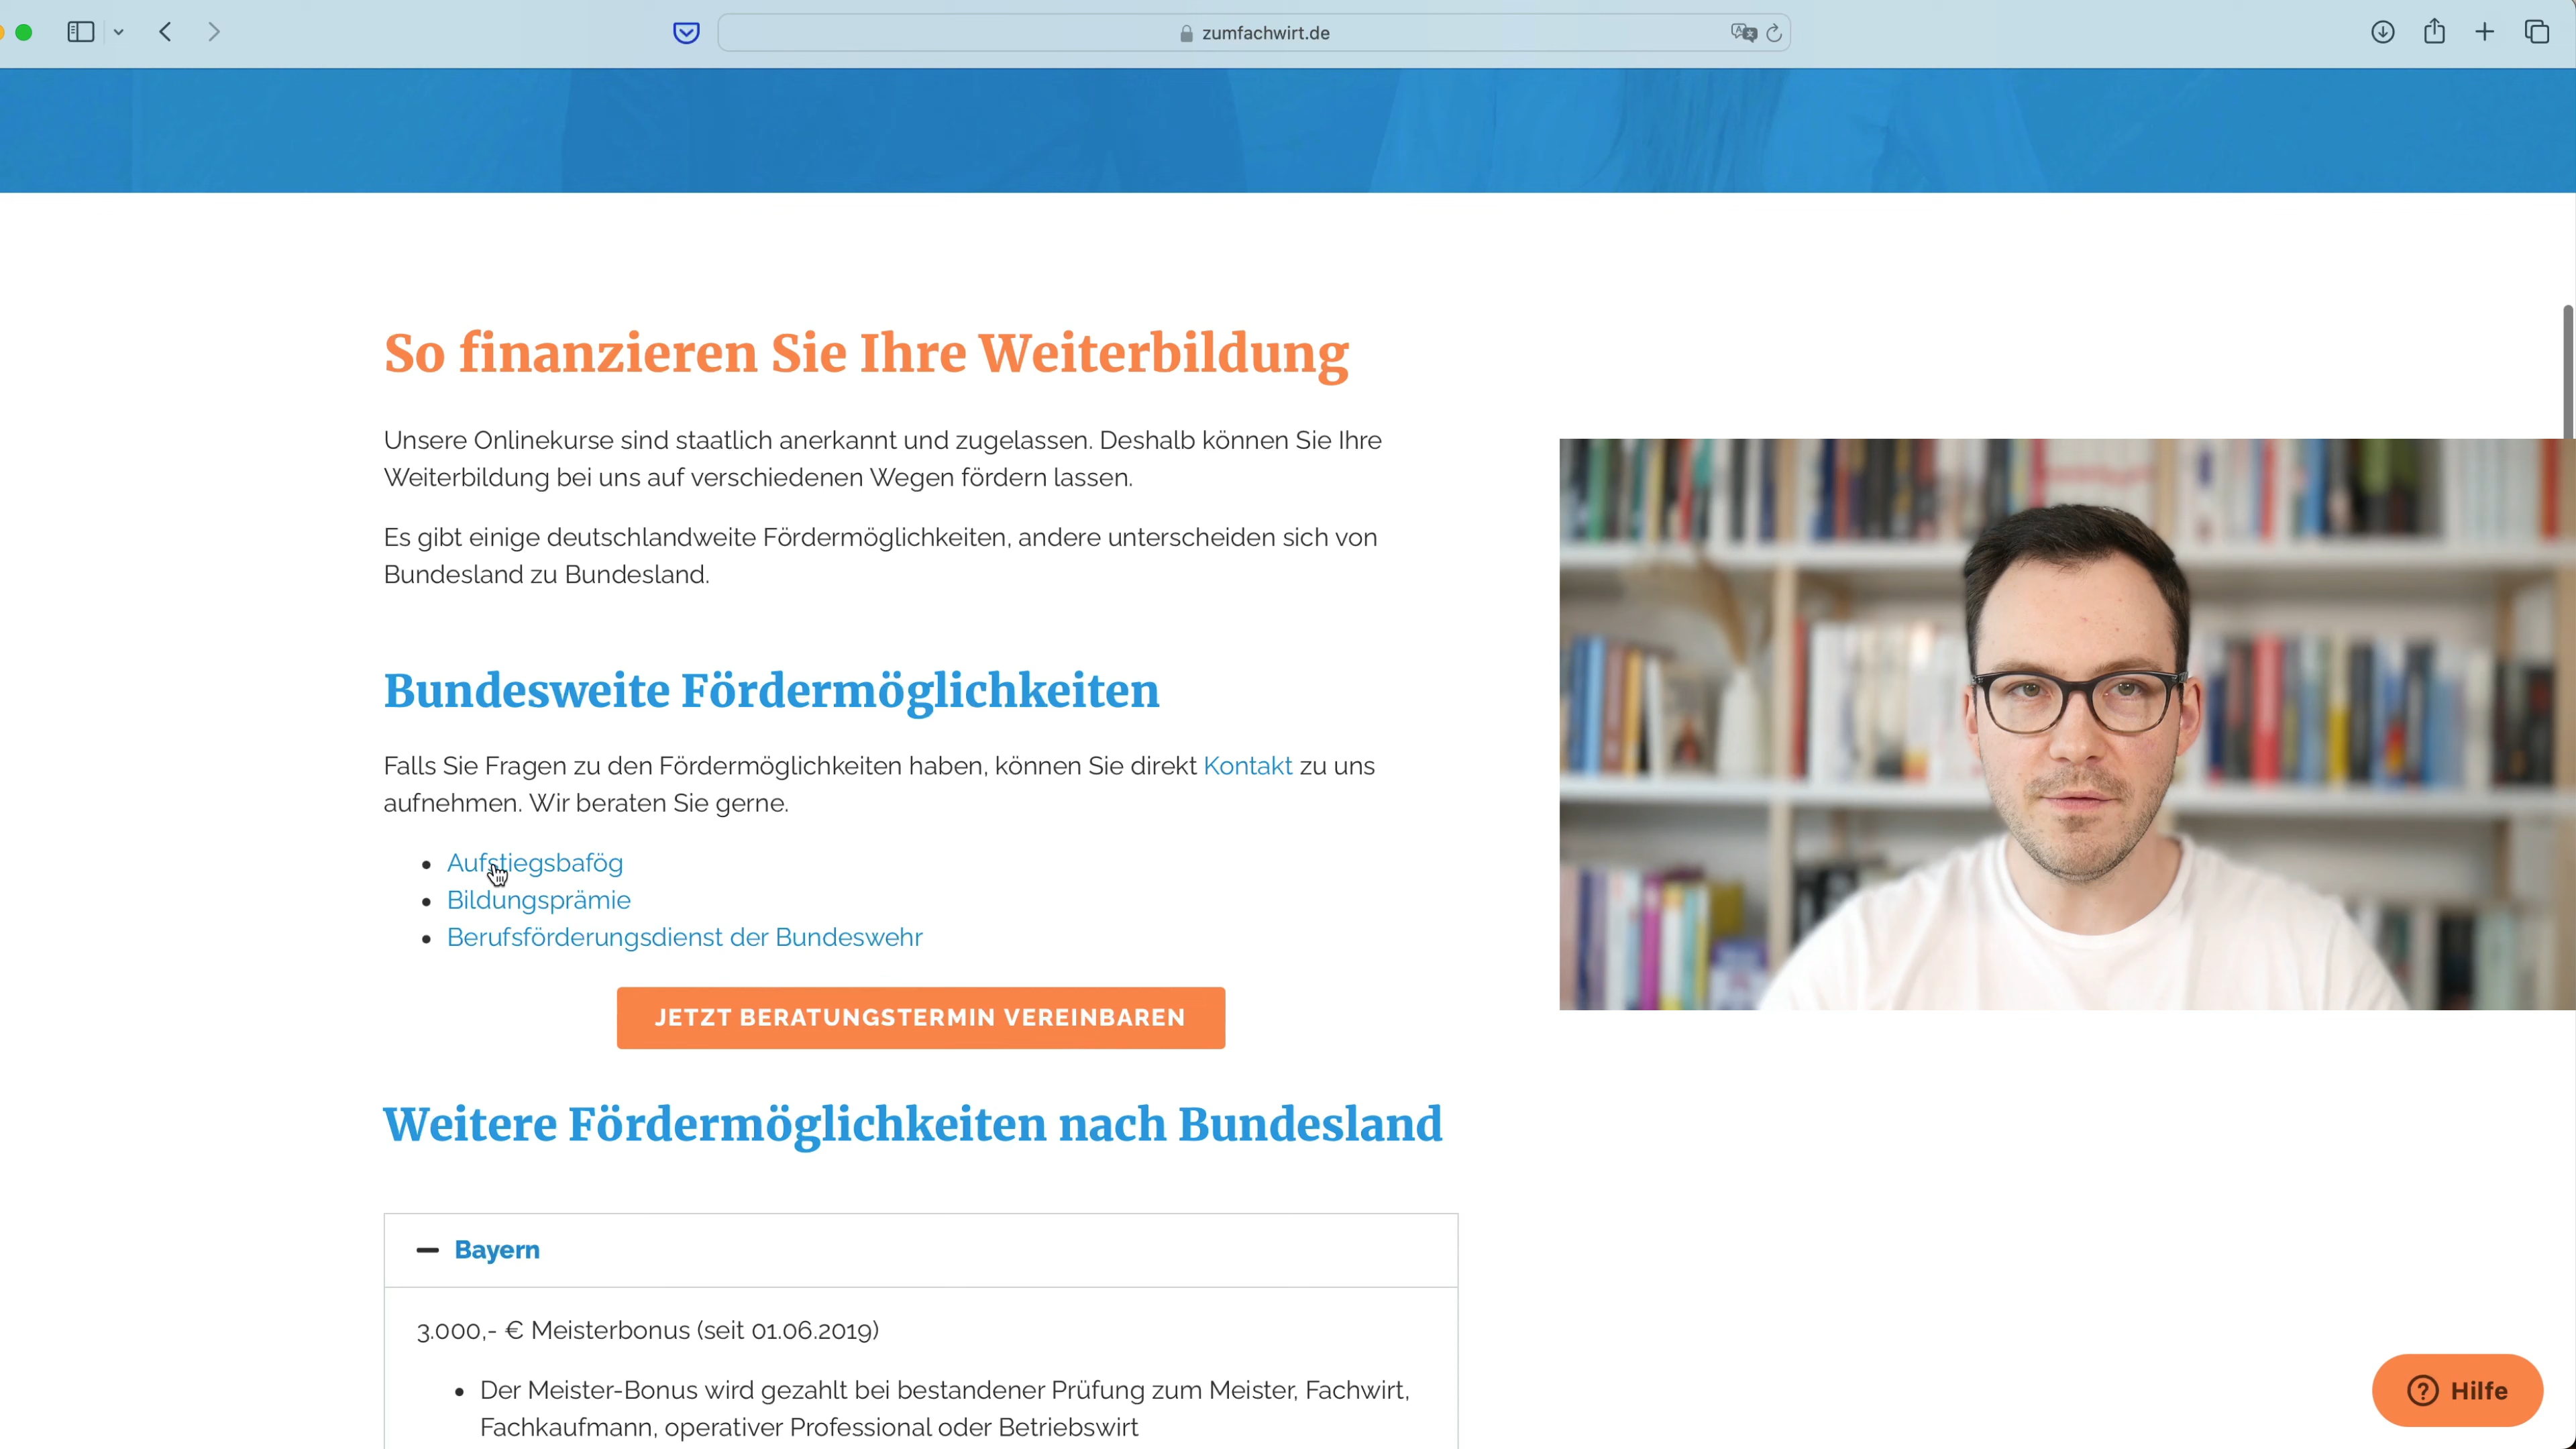 zumfachwirt.de
So finanzieren Sie Ihre Weiterbildung
Unsere Onlinekurse sind staatlich anerkannt und zugelassen. Deshalb können Sie Ihre
Weiterbildung bei uns auf verschiedenen Wegen fördern lassen.
Es gibt einige deutschlandweite Fördermöglichkeiten, andere unterscheiden sich von
Bundesland zu Bundesland.
Bundesweite Fördermöglichkeiten
Falls Sie Fragen zu den Fördermöglichkeiten haben, können Sie direkt Kontakt zu uns
aufnehmen. Wir beraten Sie gerne.
• Aufstiegsbafög
• Bildungsprämie
• Berufsförderungsdienst der Bundeswehr
JETZT BERATUNGSTERMIN VEREINBAREN
Weitere Fördermöglichkeiten nach Bundesland
— Bayern
3.000,- € Meisterbonus (seit 01.06.2019)
• Der Meister-Bonus wird gezahlt bei bestandener Prüfung zum Meister, Fachwirt,
Fachkaufmann, operativer Professional oder Betriebswirt
Hilfe